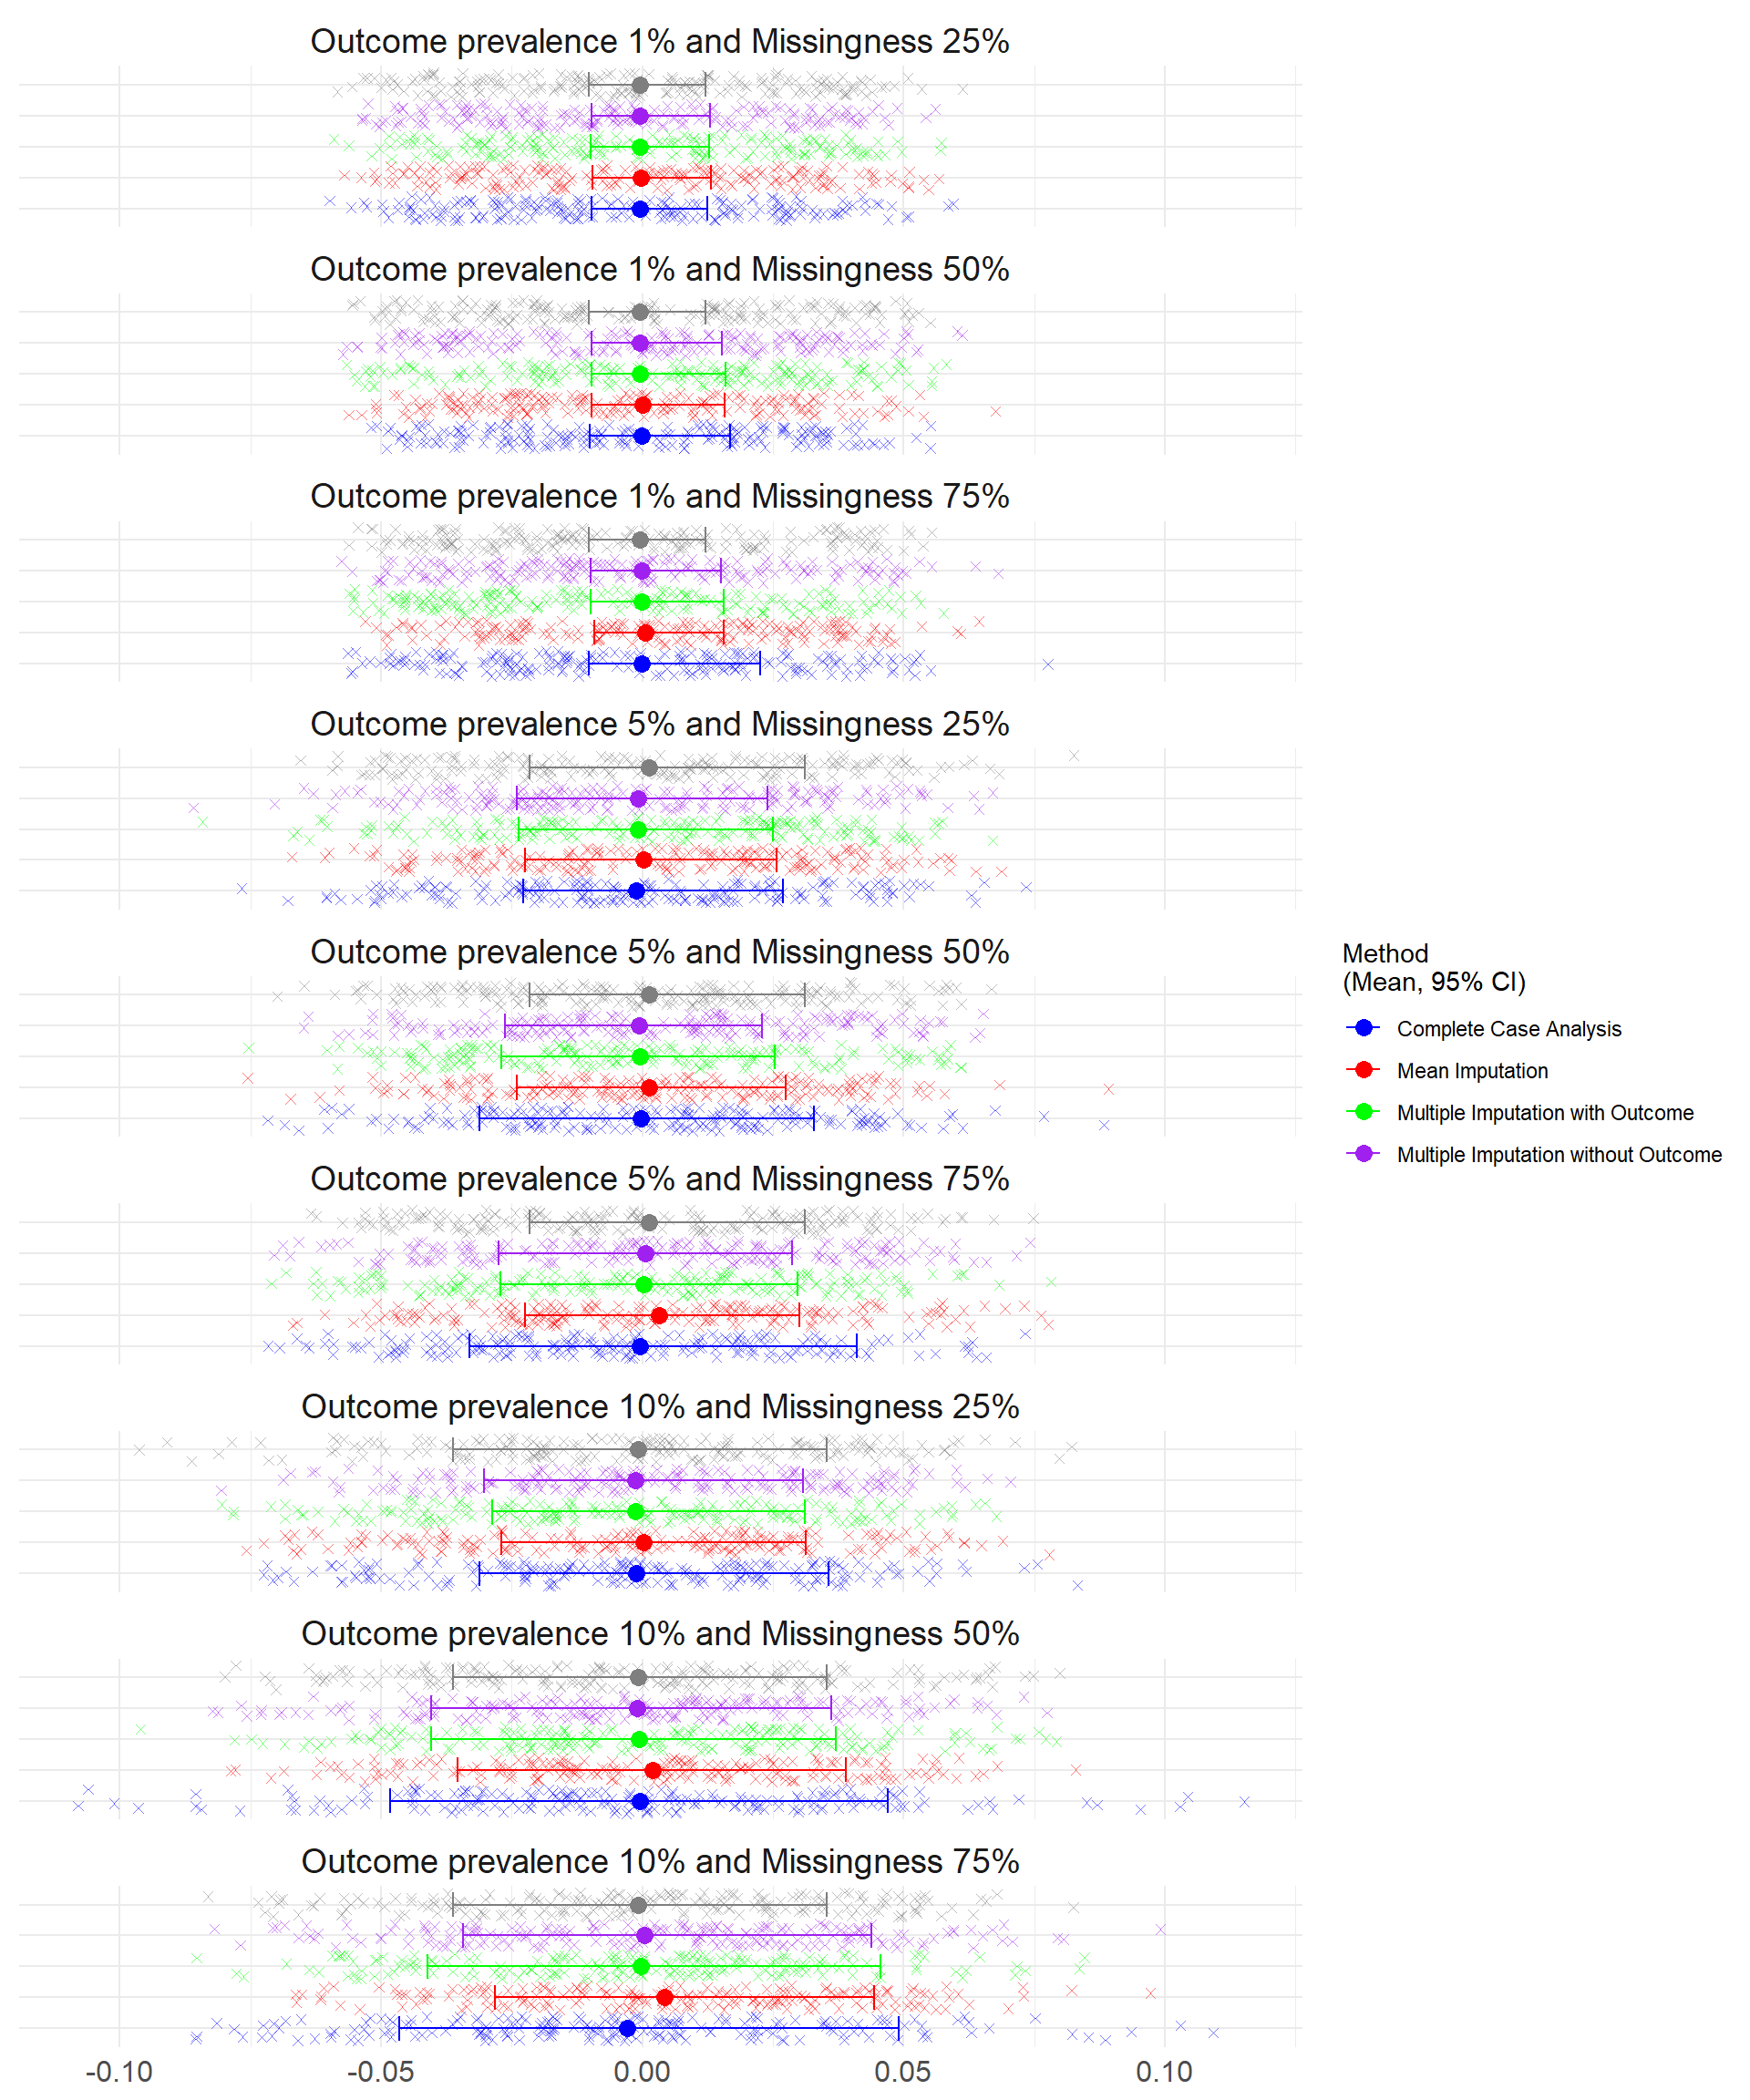 Outcome prevalence 1% and Missingness 25%
Outcome prevalence 1% and Missingness 50%
Outcome prevalence 1% and Missingness 75%
Outcome prevalence 5% and Missingness 25%
Outcome prevalence 5% and Missingness 50%
Outcome prevalence 5% and Missingness 75%
Outcome prevalence 10% and Missingness 25%
Outcome prevalence 10% and Missingness 50%
Outcome prevalence 10% and Missingness 75%
-0.10 -0.05 0.00 0.05 0.10
Method
(Mean, 95% CI)
Complete Case Analysis
Mean Imputation
Multiple Imputation with Outcome
Multiple Imputation without Outcome